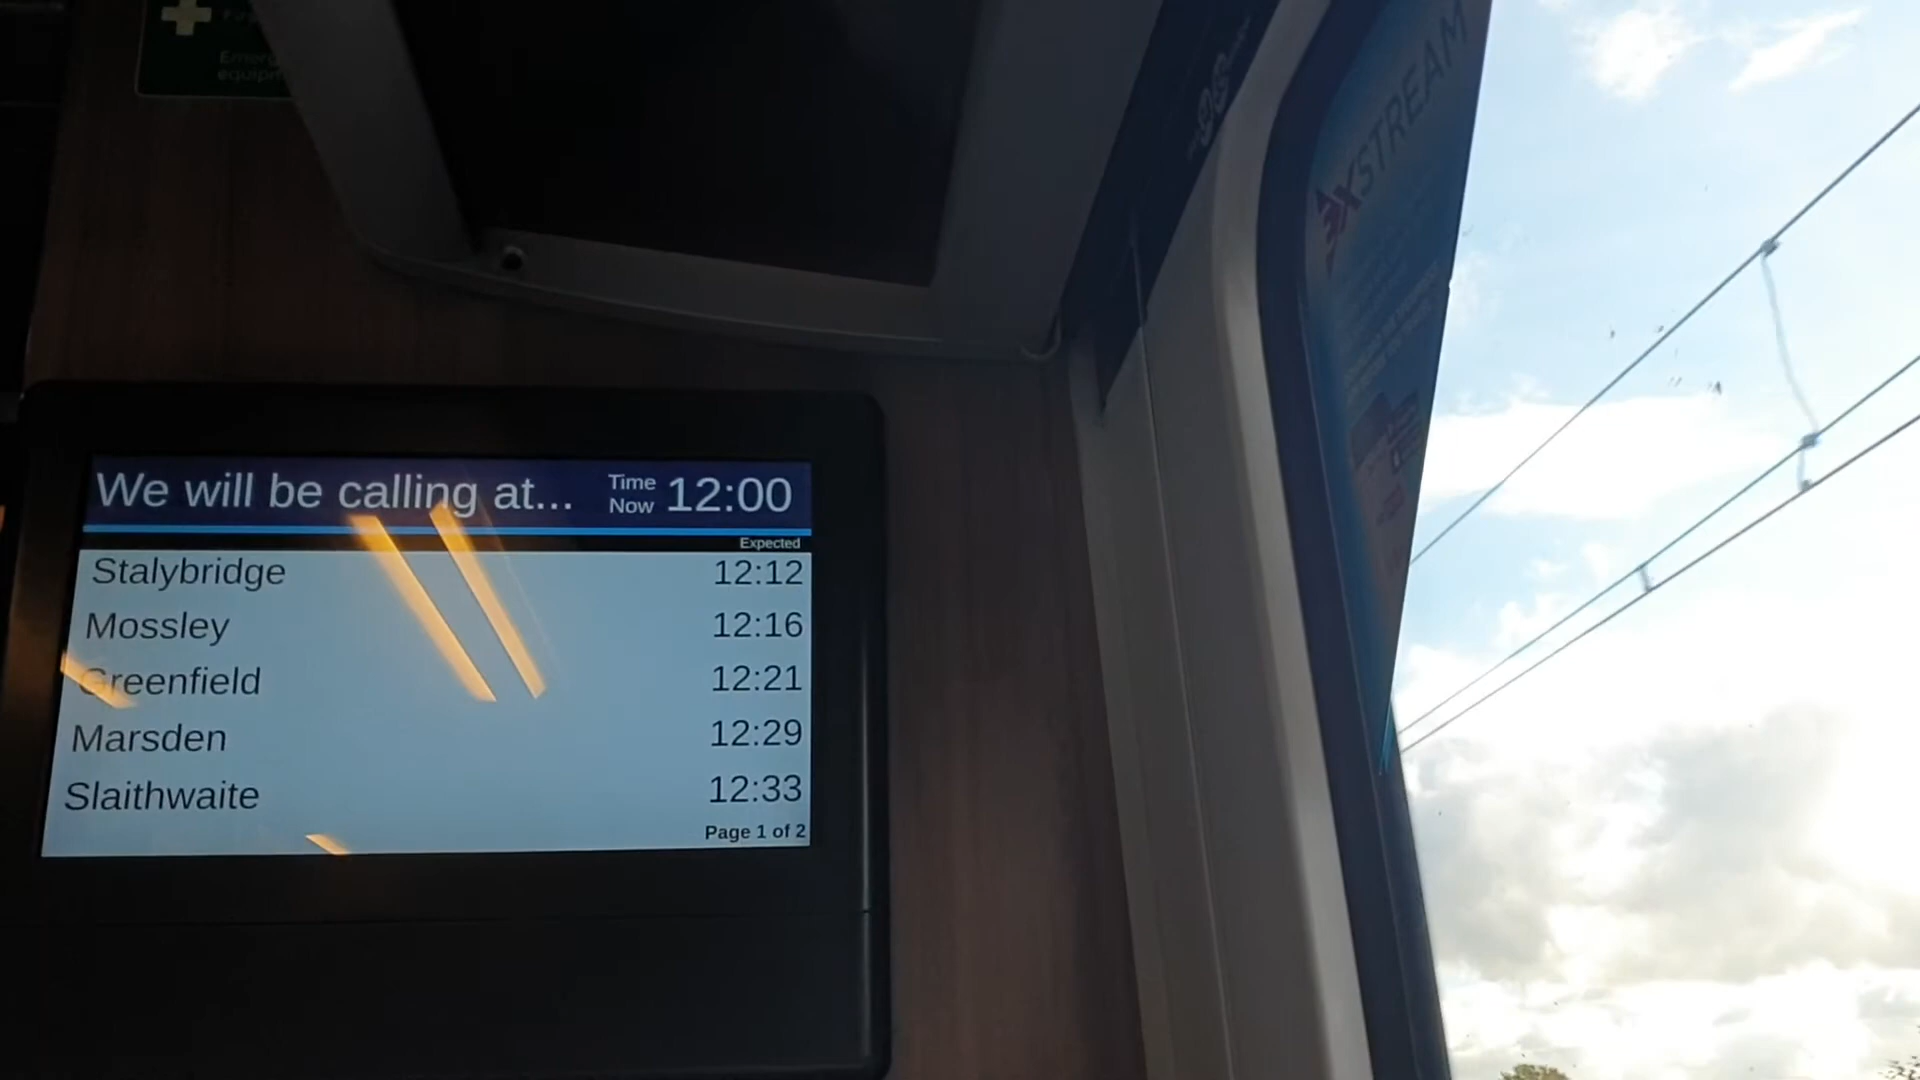 We will be calling at... Time Now 12:00
Expected
Stalybridge 12:12
Mossley 12:16
Greenfield 12:21
Marsden 12:29
Slaithwaite 12:33
Page 1 of 2
XSTREAM